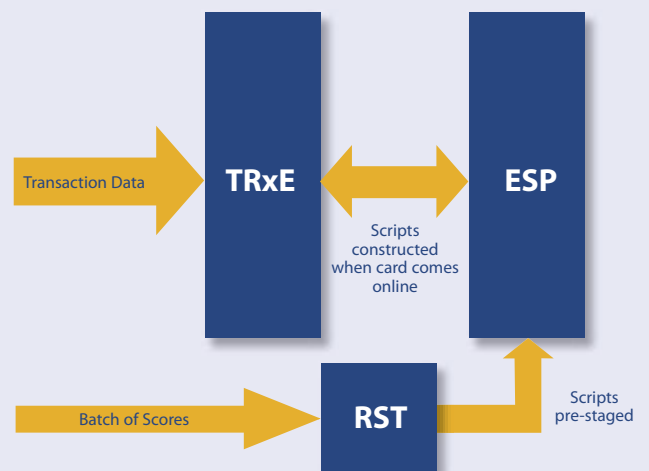 Transaction Data
TRxE
ESP
Scripts
constructed
when card comes
online
Batch of Scores
RST
Scripts
pre-staged